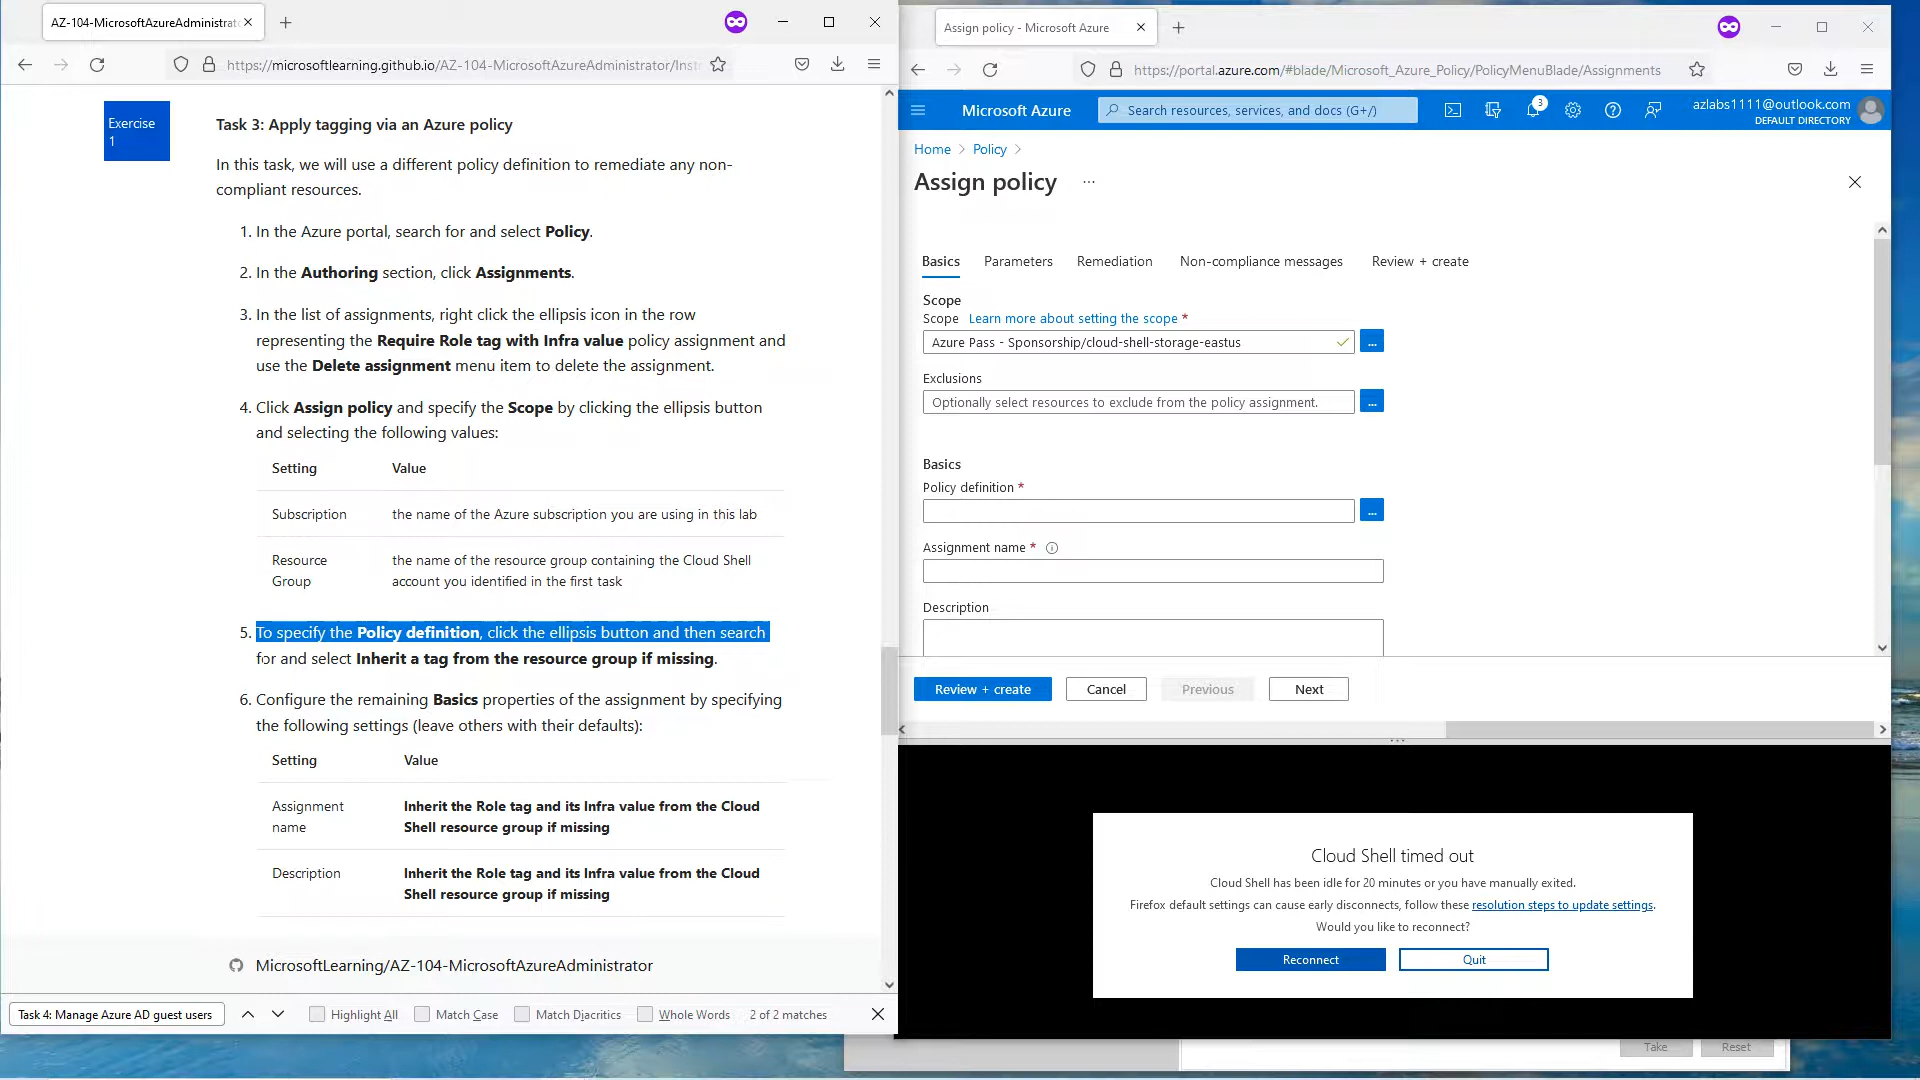 AZ-104-MicrosoftAzureAdministrat
https://microsoftlearning.github.io/AZ-104-MicrosoftAzureAdministrator/Inst
Exercise
1
Task 3: Apply tagging via an Azure policy
In this task, we will use a different policy definition to remediate any non-
compliant resources.
1. In the Azure portal, search for and select Policy.
2. In the Authoring section, click Assignments.
3. In the list of assignments, right click the ellipsis icon in the row
representing the Require Role tag with Infra value policy assignment and
use the Delete assignment menu item to delete the assignment.
4. Click Assign policy and specify the Scope by clicking the ellipsis button
and selecting the following values:
Setting Value
Subscription the name of the Azure subscription you are using in this lab
Resource the name of the resource group containing the Cloud Shell
Group account you identified in the first task
5. To specify the Policy definition, click the ellipsis button and then search
for and select Inherit a tag from the resource group if missing.
6. Configure the remaining Basics properties of the assignment by specifying
the following settings (leave others with their defaults):
Setting Value
Assignment Inherit the Role tag and its Infra value from the Cloud
name Shell resource group if missing
Description Inherit the Role tag and its Infra value from the Cloud
Shell resource group if missing
MicrosoftLearning/AZ-104-MicrosoftAzureAdministrator
Task 4: Manage Azure AD guest users Highlight All Match Case Match Diacritics Whole Words 2 of 2 matches
Assign policy - Microsoft Azure
https://portal.azure.com/#blade/Microsoft_Azure_Policy/PolicyMenuBlade/Assignments
Microsoft Azure
Search resources, services, and docs (G+/)
3
azlabs1111@outlook.com
DEFAULT DIRECTORY
Home > Policy >
Assign policy ...
Basics Parameters Remediation Non-compliance messages Review + create
Scope
Scope Learn more about setting the scope *
Azure Pass - Sponsorship/cloud-shell-storage-eastus ...
Exclusions
Optionally select resources to exclude from the policy assignment. ...
Basics
Policy definition *
...
Assignment name *
Description
Review + create Cancel Previous Next
Cloud Shell timed out
Cloud Shell has been idle for 20 minutes or you have manually exited.
Firefox default settings can cause early disconnects, follow these resolution steps to update settings.
Would you like to reconnect?
Reconnect Quit
Take Reset